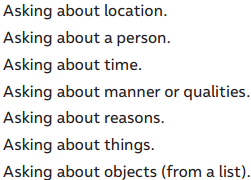 Asking about location.
Asking about a person.
Asking about time.
Asking about manner or qualities.
Asking about reasons.
Asking about things.
Asking about objects (from a list).